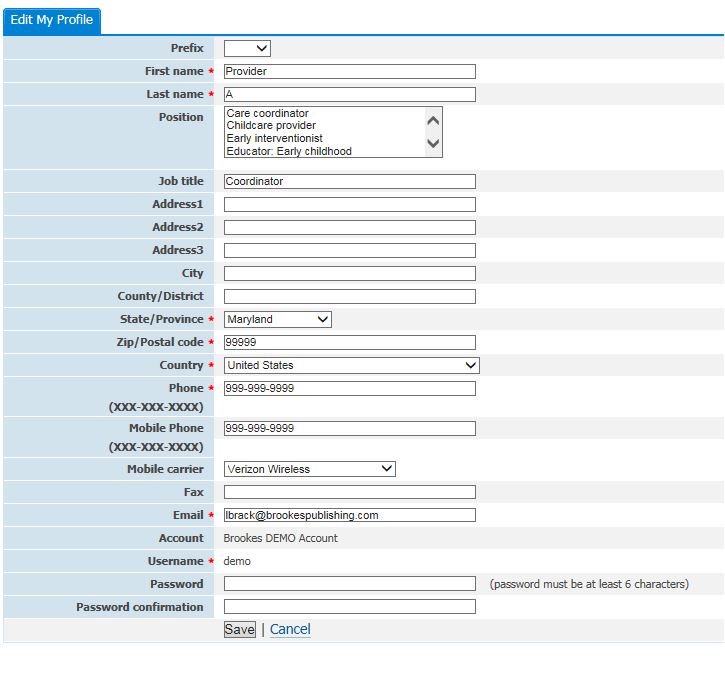 Edit My Profile
Prefix
First name * Provider
Last name * A
Position Care coordinator
Childcare provider
Early interventionist
Educator: Early childhood
Job title Coordinator
Address1
Address2
Address3
City
County/District
State/Province * Maryland
Zip/Postal code * 99999
Country * United States
Phone * 999-999-9999
(XXX-XXX-XXXX)
Mobile Phone 999-999-9999
(XXX-XXX-XXXX)
Mobile carrier Verizon Wireless
Fax
Email * lbrack@brookespublishing.com
Account Brookes DEMO Account
Username * demo
Password (password must be at least 6 characters)
Password confirmation
Save | Cancel